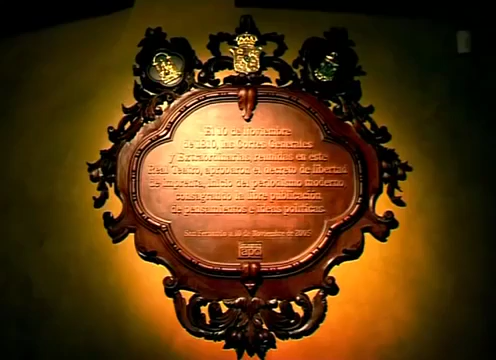 El 10 de Noviembre
de 1810, las Cortes Generales
y Extraordinarias, reunidas en este
Real Teatro, aprobaron el decreto de libertad
de imprenta, inicio del periodismo moderno
consagrando la libre publicación
de pensamientos e ideas políticas.
San Fernando a 10 de Noviembre de 2005
apc